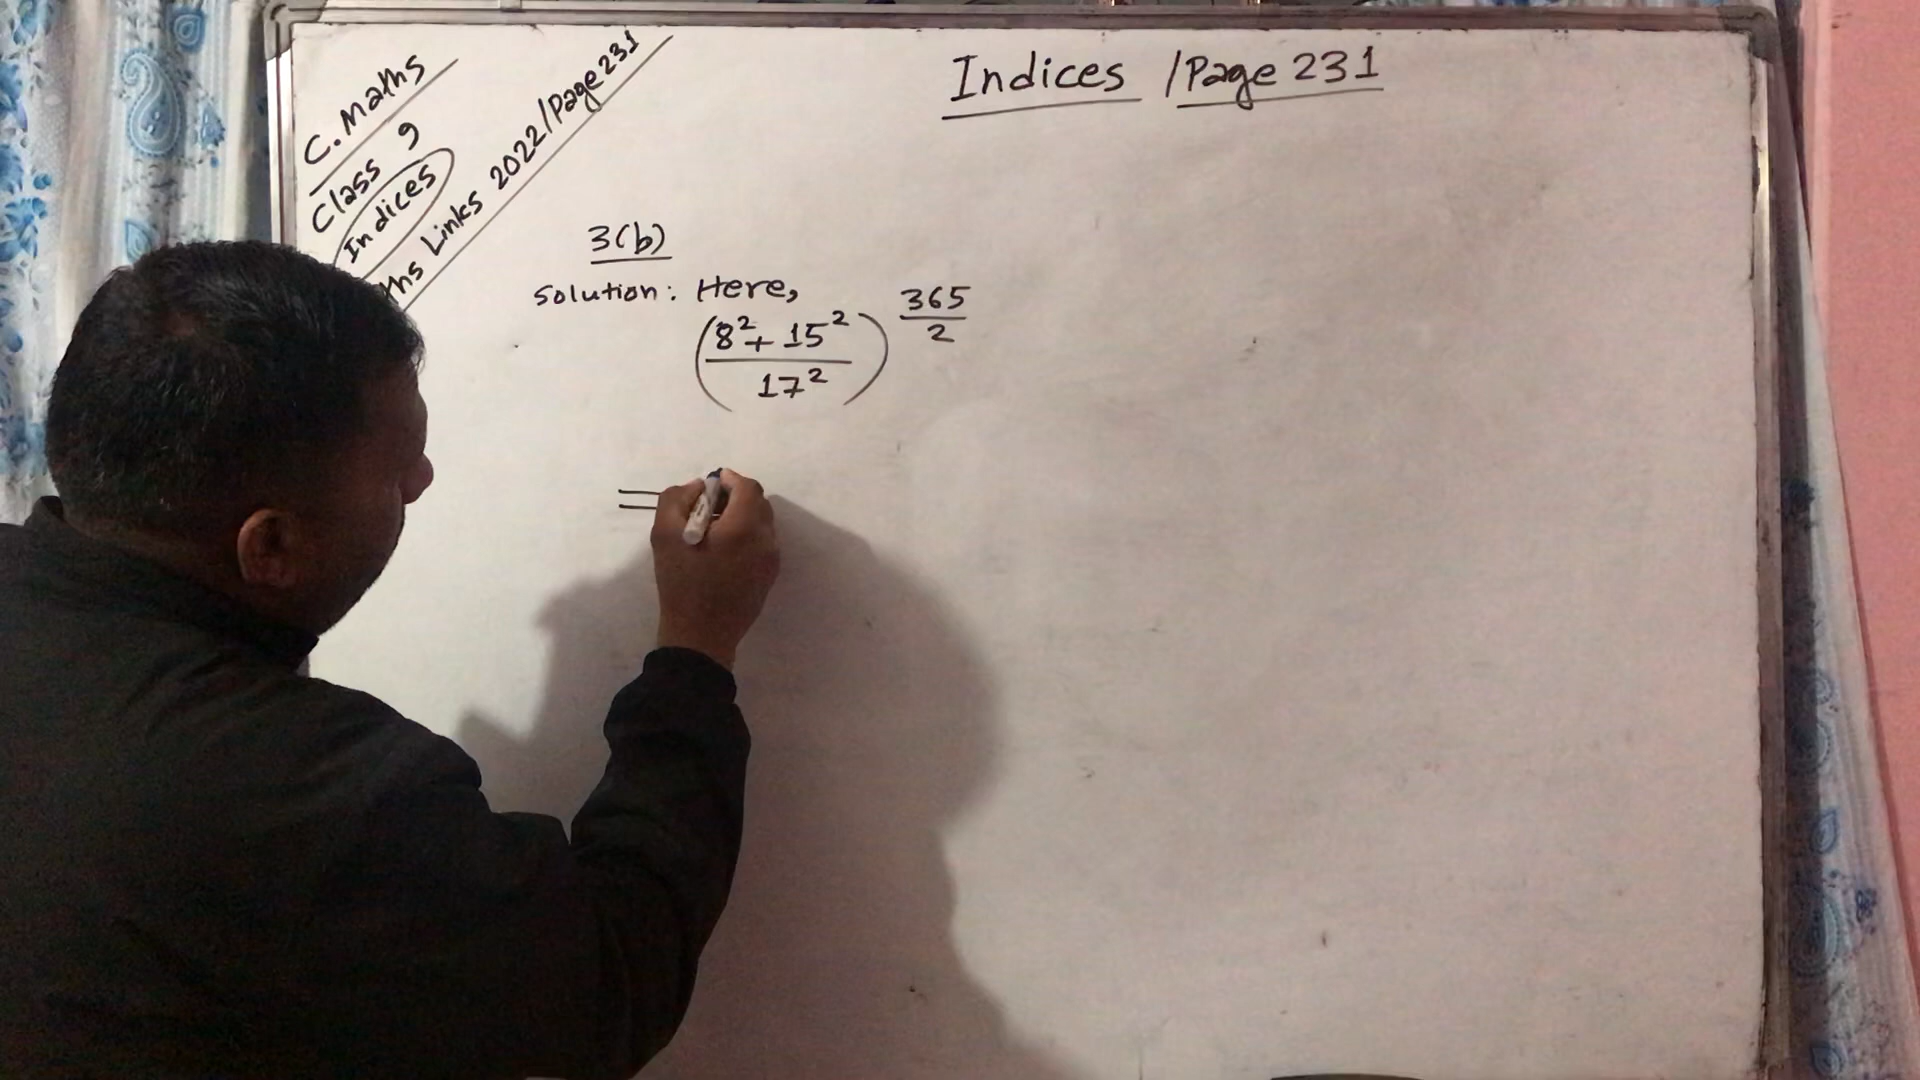 C. Maths
Class 9
Indices
Links 2022/Page 231
Indices / Page 231
3(b)
Solution: Here,
(8² + 15² / 17²)^(365/2)
=